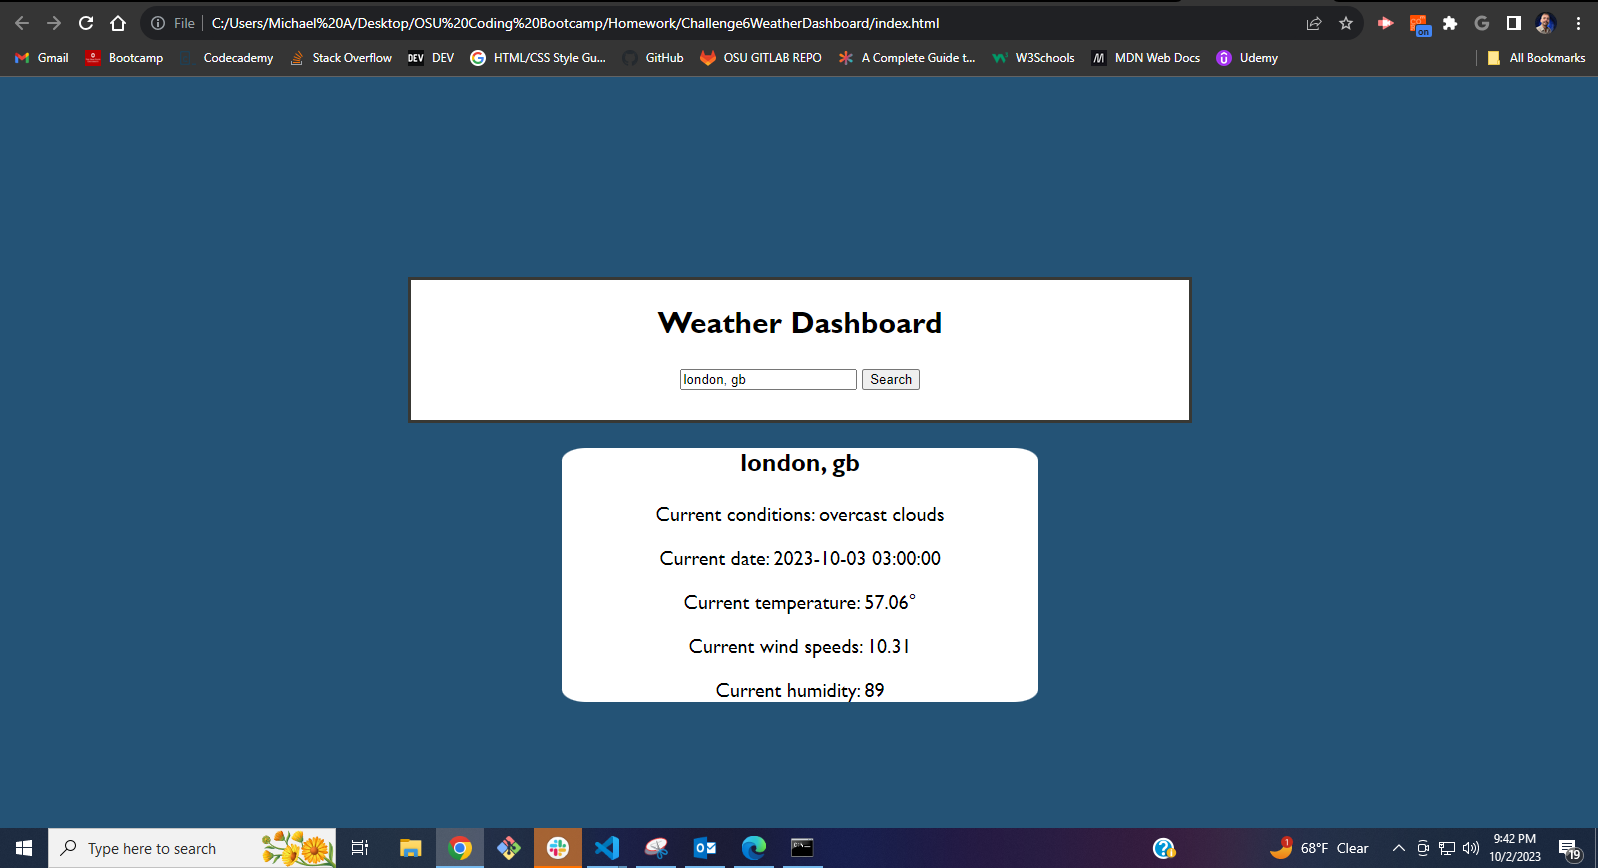 File C:/Users/Michael%20A/Desktop/OSU%20Coding%20Bootcamp/Homework/Challenge6WeatherDashboard/index.html
on
Gmail Bootcamp Codecademy Stack Overflow DEV DEV HTML/CSS Style Gu... GitHub OSU GITLAB REPO A Complete Guide t... W3Schools MDN Web Docs Udemy All Bookmarks
Weather Dashboard
london, gb Search
london, gb
Current conditions: overcast clouds
Current date: 2023-10-03 03:00:00
Current temperature: 57.06°
Current wind speeds: 10.31
Current humidity: 89
Type here to search 1 68°F Clear 9:42 PM
10/2/2023 19